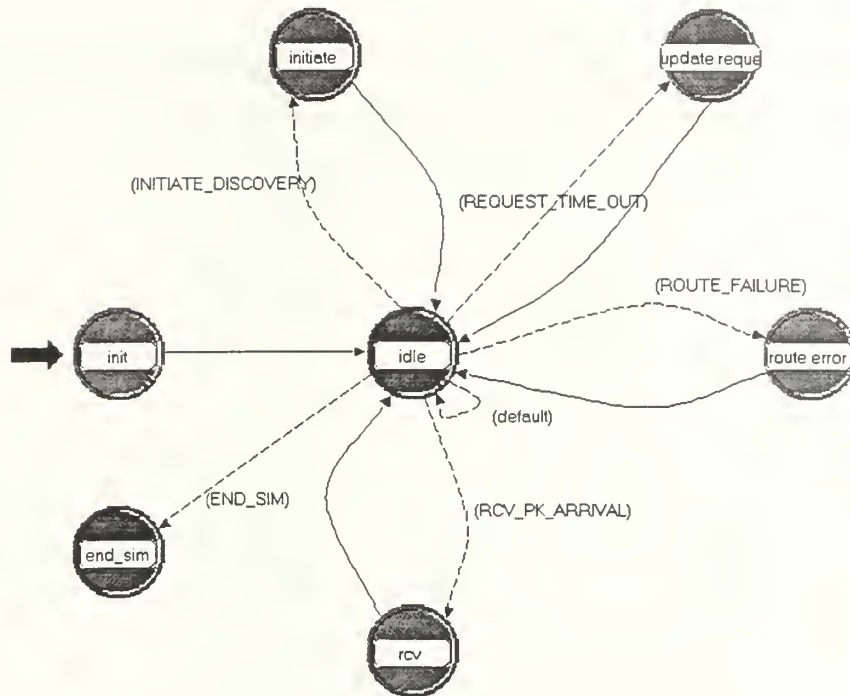 initiate
update reque
(INITIATE_DISCOVERY)
(REQUEST_TIME_OUT)
(ROUTE_FAILURE)
init
idle
route error
(default)
(END_SIM)
(RCV_PK_ARRIVAL)
end_sim
rcv